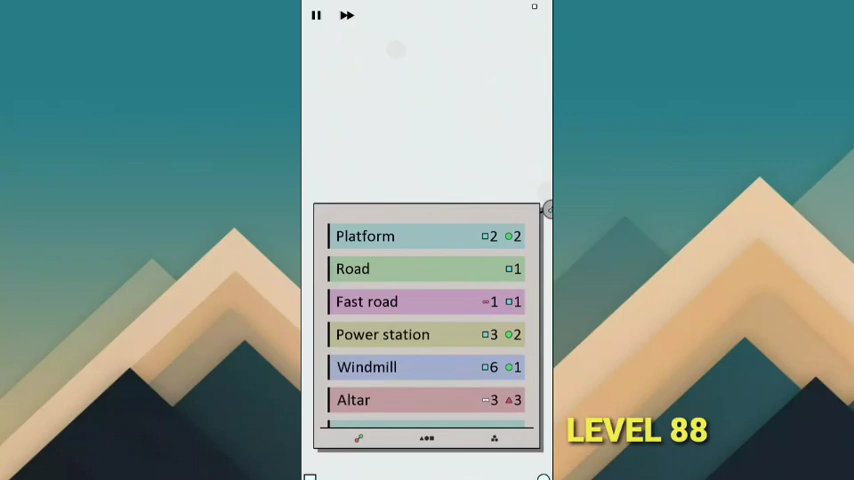 Platform 2 2
Road 1
Fast road 1 1
Power station 3 2
Windmill 6 1
Altar 3 3
LEVEL 88